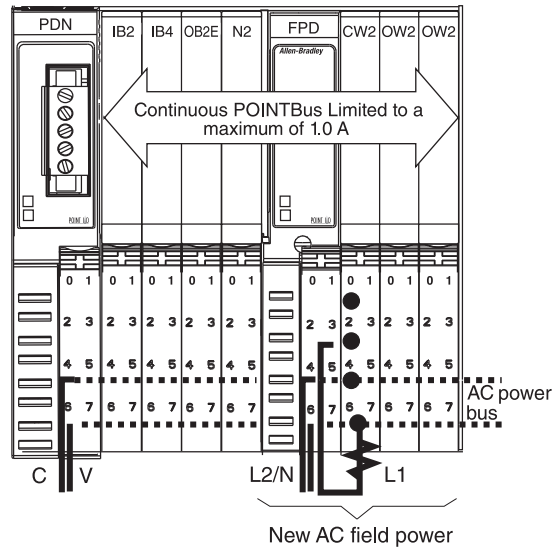 PDN IB2 IB4 OB2E N2 FPD CW2 OW2 OW2
Allen-Bradley
Continuous POINTBus Limited to a
maximum of 1.0 A
POINT I/O POINT I/O
0 1 0 1 0 1 0 1 0 1 0 1 0 1 0 1 0 1
2 3 2 3 2 3 2 3 2 3 2 3 2 3 2 3 2 3
4 5 4 5 4 5 4 5 4 5 4 5 4 5 4 5 4 5
6 7 6 7 6 7 6 7 6 7 6 7 6 7 6 7 6 7
AC power
bus
C V L2/N L1
New AC field power